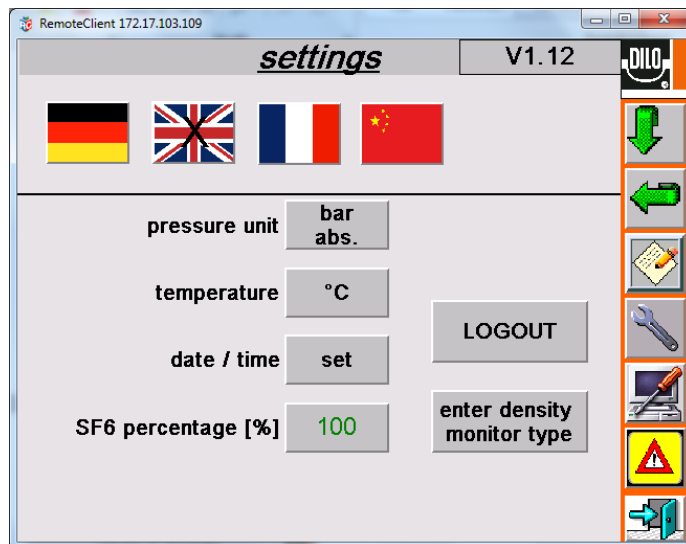 RemoteClient 172.17.103.109
settings
V1.12
DILO
pressure unit
bar
abs.
temperature
°C
LOGOUT
date / time
set
SF6 percentage [%]
100
enter density
monitor type